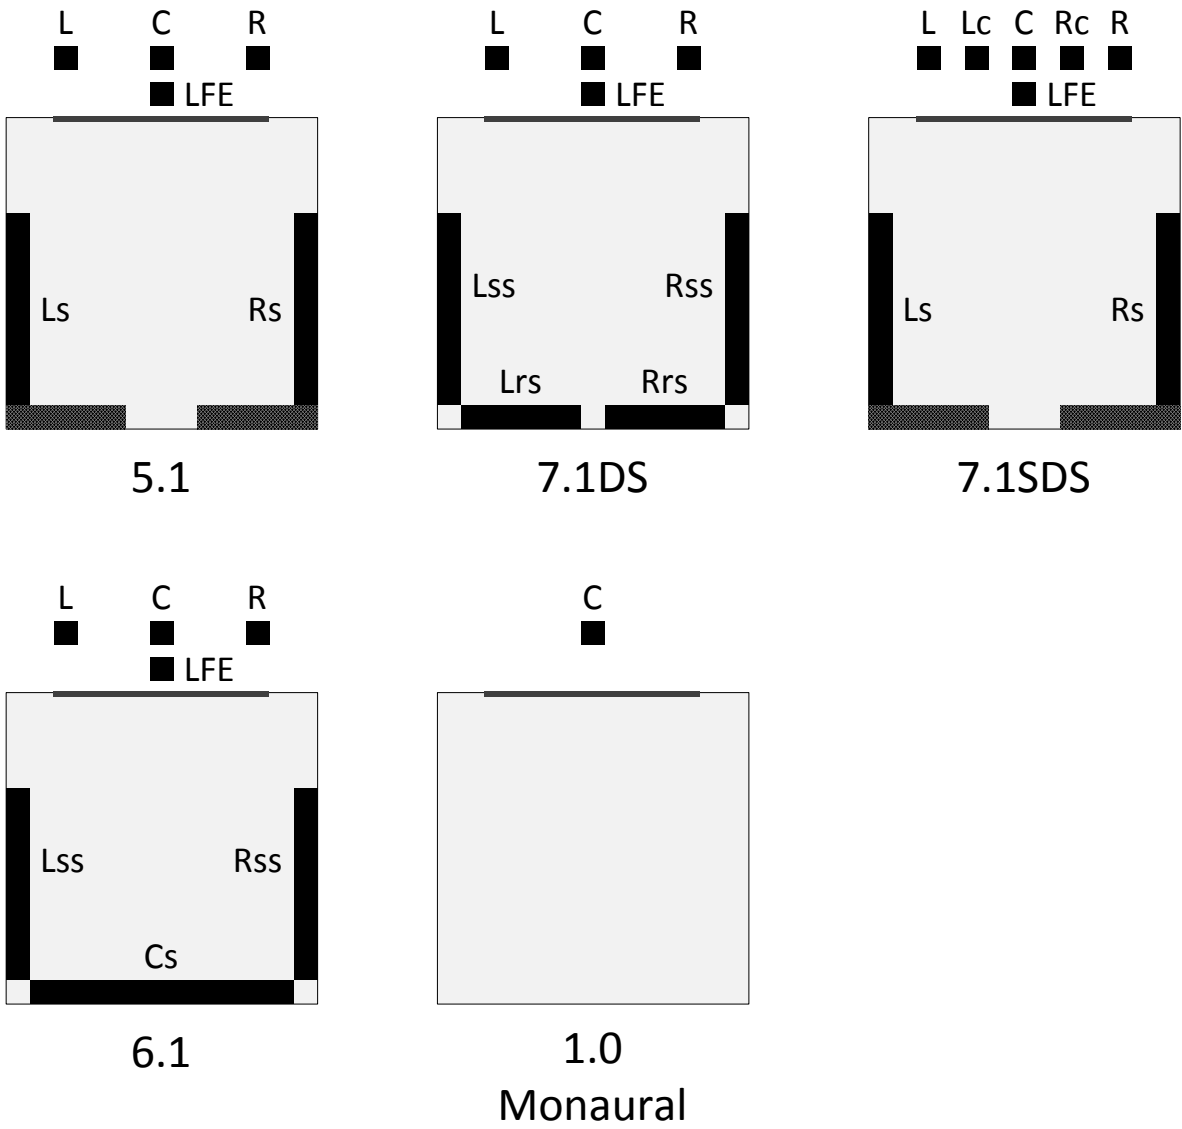 L C R
LFE
Ls Rs
5.1
L C R
LFE
Lss Rss
Lrs Rrs
7.1DS
L Lc C Rc R
LFE
Ls Rs
7.1SDS
L C R
LFE
Lss Rss
Cs
6.1
C
1.0
Monaural